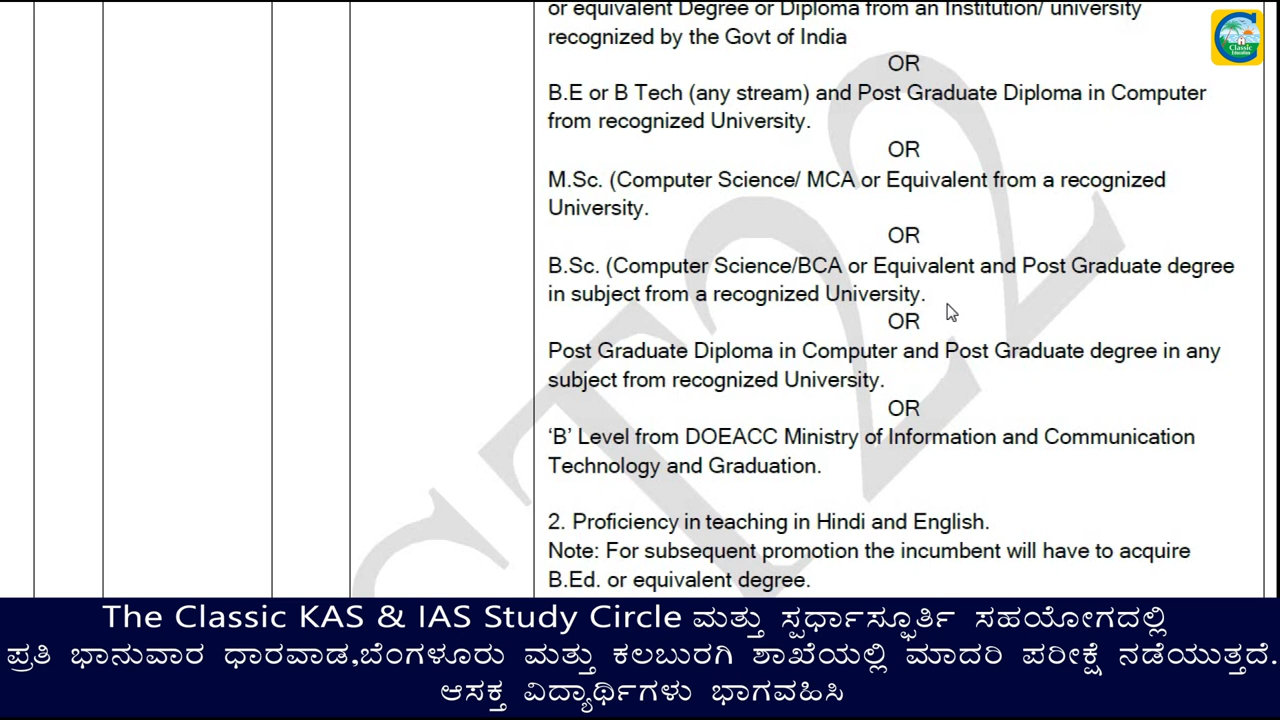 or equivalent Degree or Diploma from an Institution/ university
recognized by the Govt of India
OR
B.E or B Tech (any stream) and Post Graduate Diploma in Computer
from recognized University.
OR
M.Sc. (Computer Science/ MCA or Equivalent from a recognized
University.
OR
B.Sc. (Computer Science/BCA or Equivalent and Post Graduate degree
in subject from a recognized University.
OR
Post Graduate Diploma in Computer and Post Graduate degree in any
subject from recognized University.
OR
‘B’ Level from DOEACC Ministry of Information and Communication
Technology and Graduation.
2. Proficiency in teaching in Hindi and English.
Note: For subsequent promotion the incumbent will have to acquire
B.Ed. or equivalent degree.
Classic
Education
The Classic KAS & IAS Study Circle ಮತ್ತು ಸ್ಪರ್ಧಾಸ್ಫೂರ್ತಿ ಸಹಯೋಗದಲ್ಲಿ
ಪ್ರತಿ ಭಾನುವಾರ ಧಾರವಾಡ,ಬೆಂಗಳೂರು ಮತ್ತು ಕಲಬುರಗಿ ಶಾಖೆಯಲ್ಲಿ ಮಾದರಿ ಪರೀಕ್ಷೆ ನಡೆಯುತ್ತದೆ.
ಆಸಕ್ತ ವಿದ್ಯಾರ್ಥಿಗಳು ಭಾಗವಹಿಸಿ